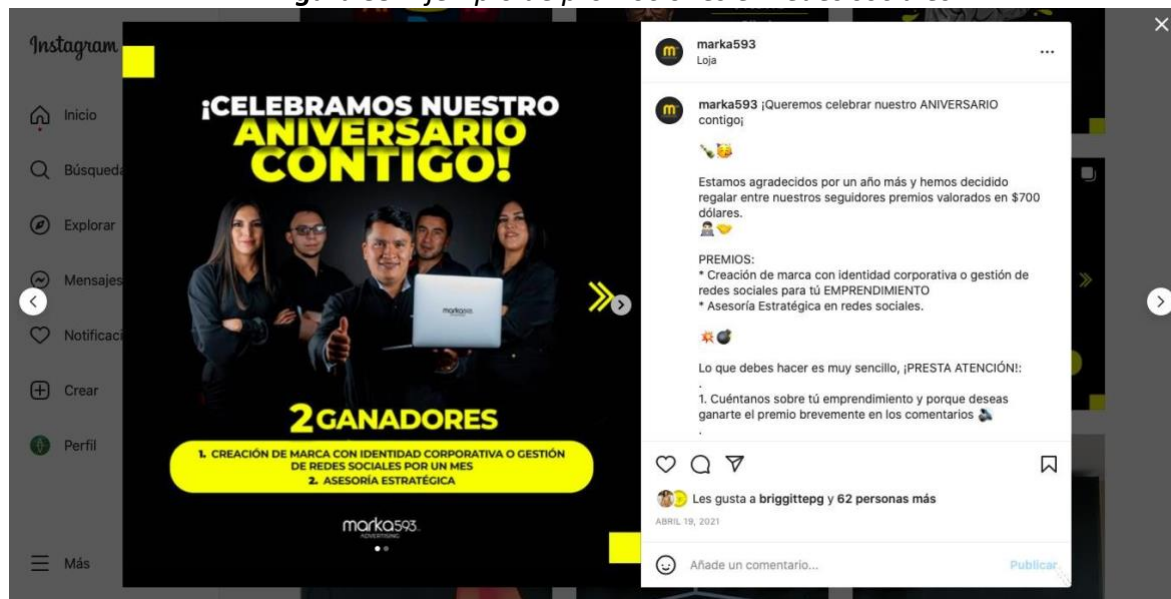 Instagram
Inicio
Búsqueda
Explorar
Mensajes
Notificaci
Crear
Perfil
Más
¡CELEBRAMOS NUESTRO
ANIVERSARIO
CONTIGO!
marka593
2 GANADORES
1. CREACIÓN DE MARCA CON IDENTIDAD CORPORATIVA O GESTIÓN
DE REDES SOCIALES POR UN MES
2. ASESORÍA ESTRATÉGICA
marka593
ADVERTISING
marka593
Loja
marka593 ¡Queremos celebrar nuestro ANIVERSARIO
contigo¡
Estamos agradecidos por un año más y hemos decidido
regalar entre nuestros seguidores premios valorados en $700
dólares.
PREMIOS:
* Creación de marca con identidad corporativa o gestión de
redes sociales para tú EMPRENDIMIENTO
* Asesoría Estratégica en redes sociales.
Lo que debes hacer es muy sencillo, ¡PRESTA ATENCIÓN!:
.
1. Cuéntanos sobre tú emprendimiento y porque deseas
ganarte el premio brevemente en los comentarios
.
Les gusta a briggittepg y 62 personas más
ABRIL 19, 2021
Añade un comentario...
Publicar